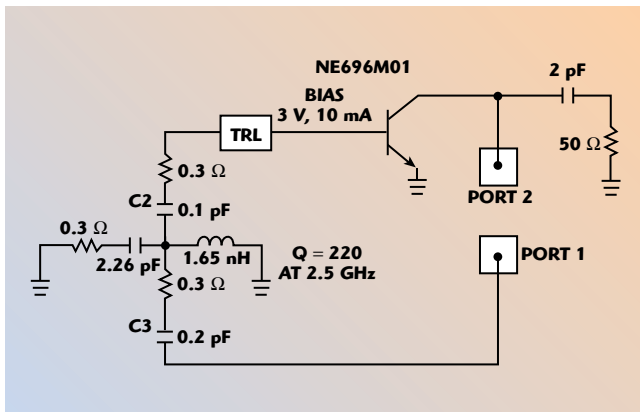 NE696M01
2 pF
BIAS
3 V, 10 mA
TRL
50 Ω
0.3 Ω
C2
0.1 pF
PORT 2
0.3 Ω
2.26 pF
1.65 nH
Q = 220
AT 2.5 GHz
PORT 1
0.3 Ω
C3
0.2 pF